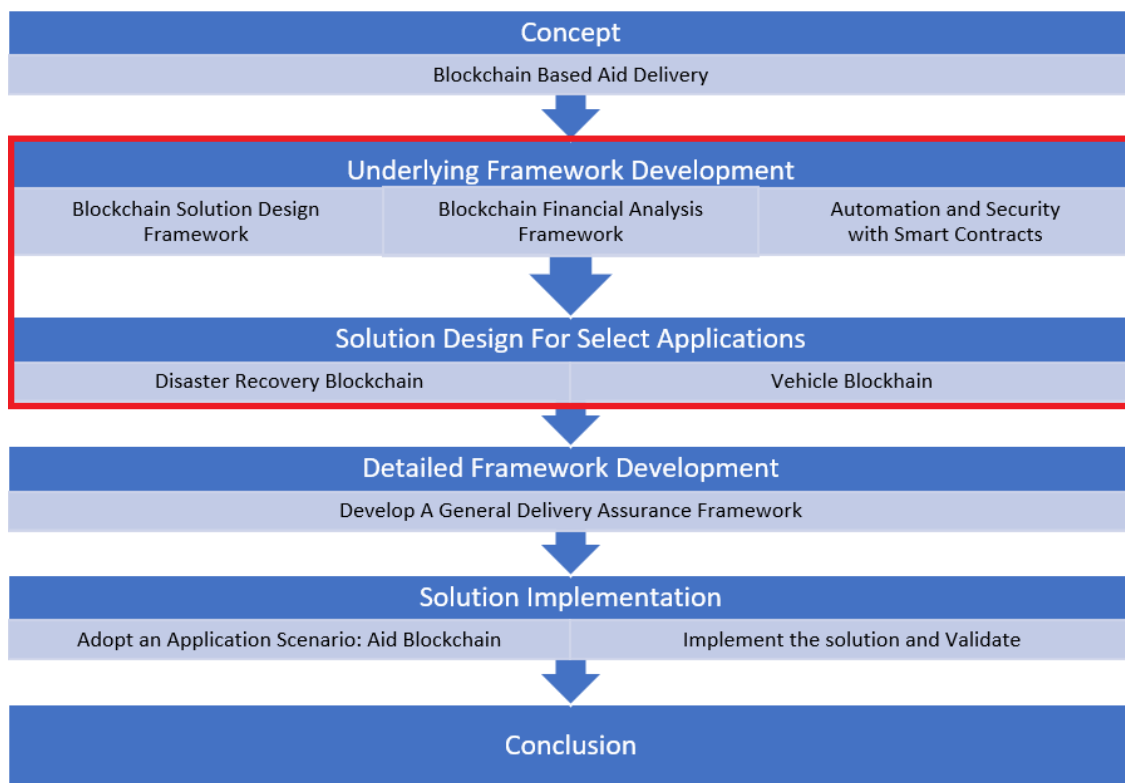 Concept
Blockchain Based Aid Delivery
Underlying Framework Development
Blockchain Solution Design
Framework
Blockchain Financial Analysis
Framework
Automation and Security
with Smart Contracts
Solution Design For Select Applications
Disaster Recovery Blockchain
Vehicle Blockhain
Detailed Framework Development
Develop A General Delivery Assurance Framework
Solution Implementation
Adopt an Application Scenario: Aid Blockchain
Implement the solution and Validate
Conclusion